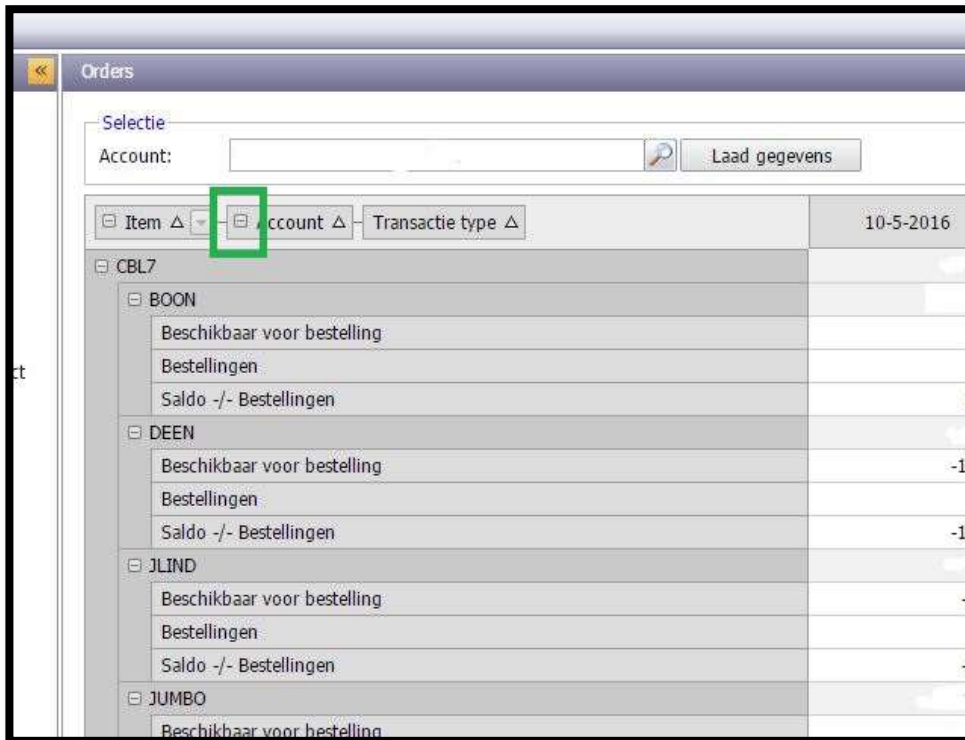 Orders
Selectie
Account: Laad gegevens
Item Account Transactie type 10-5-2016
CBL7
BOON
Beschikbaar voor bestelling
Bestellingen
ct
Saldo -/- Bestellingen
DEEN
Beschikbaar voor bestelling -1
Bestellingen
Saldo -/- Bestellingen -1
JLIND
Beschikbaar voor bestelling -
Bestellingen
Saldo -/- Bestellingen -
JUMBO
Beschikbaar voor bestelling